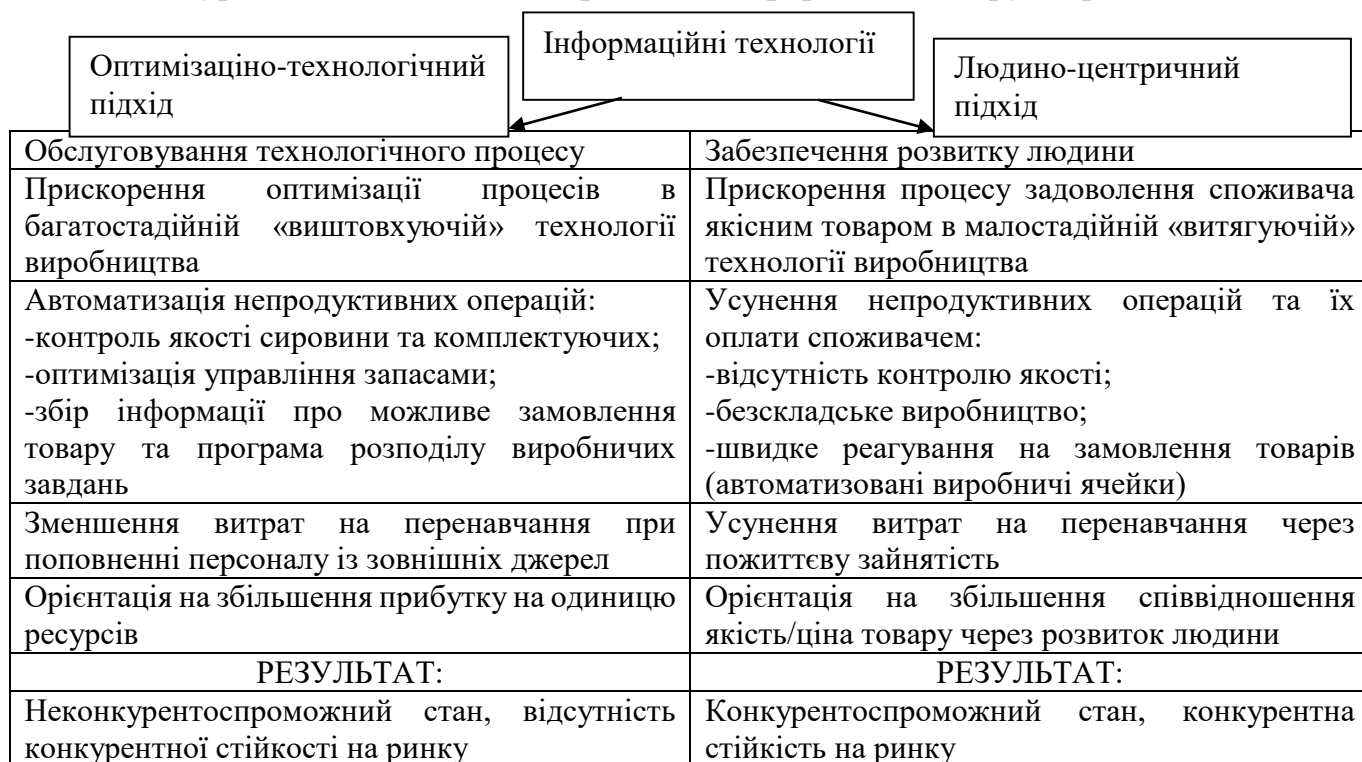 Інформаційні технології
Оптимізаціно-технологічний
підхід
Людино-центричний
підхід
Обслуговування технологічного процесу
Забезпечення розвитку людини
Прискорення оптимізації процесів в
багатостадійній «виштовхуючій» технології
виробництва
Прискорення процесу задоволення споживача
якісним товаром в малостадійній «витягуючій»
технології виробництва
Автоматизація непродуктивних операцій:
-контроль якості сировини та комплектуючих;
-оптимізація управління запасами;
-збір інформації про можливе замовлення
товару та програма розподілу виробничих
завдань
Усунення непродуктивних операцій та їх
оплати споживачем:
-відсутність контролю якості;
-безскладське виробництво;
-швидке реагування на замовлення товарів
(автоматизовані виробничі ячейки)
Зменшення витрат на перенавчання при
поповненні персоналу із зовнішніх джерел
Усунення витрат на перенавчання через
пожиттєву зайнятість
Орієнтація на збільшення прибутку на одиницю
ресурсів
Орієнтація на збільшення співвідношення
якість/ціна товару через розвиток людини
РЕЗУЛЬТАТ:
РЕЗУЛЬТАТ:
Неконкурентоспроможний стан, відсутність
конкурентної стійкості на ринку
Конкурентоспроможний стан, конкурентна
стійкість на ринку